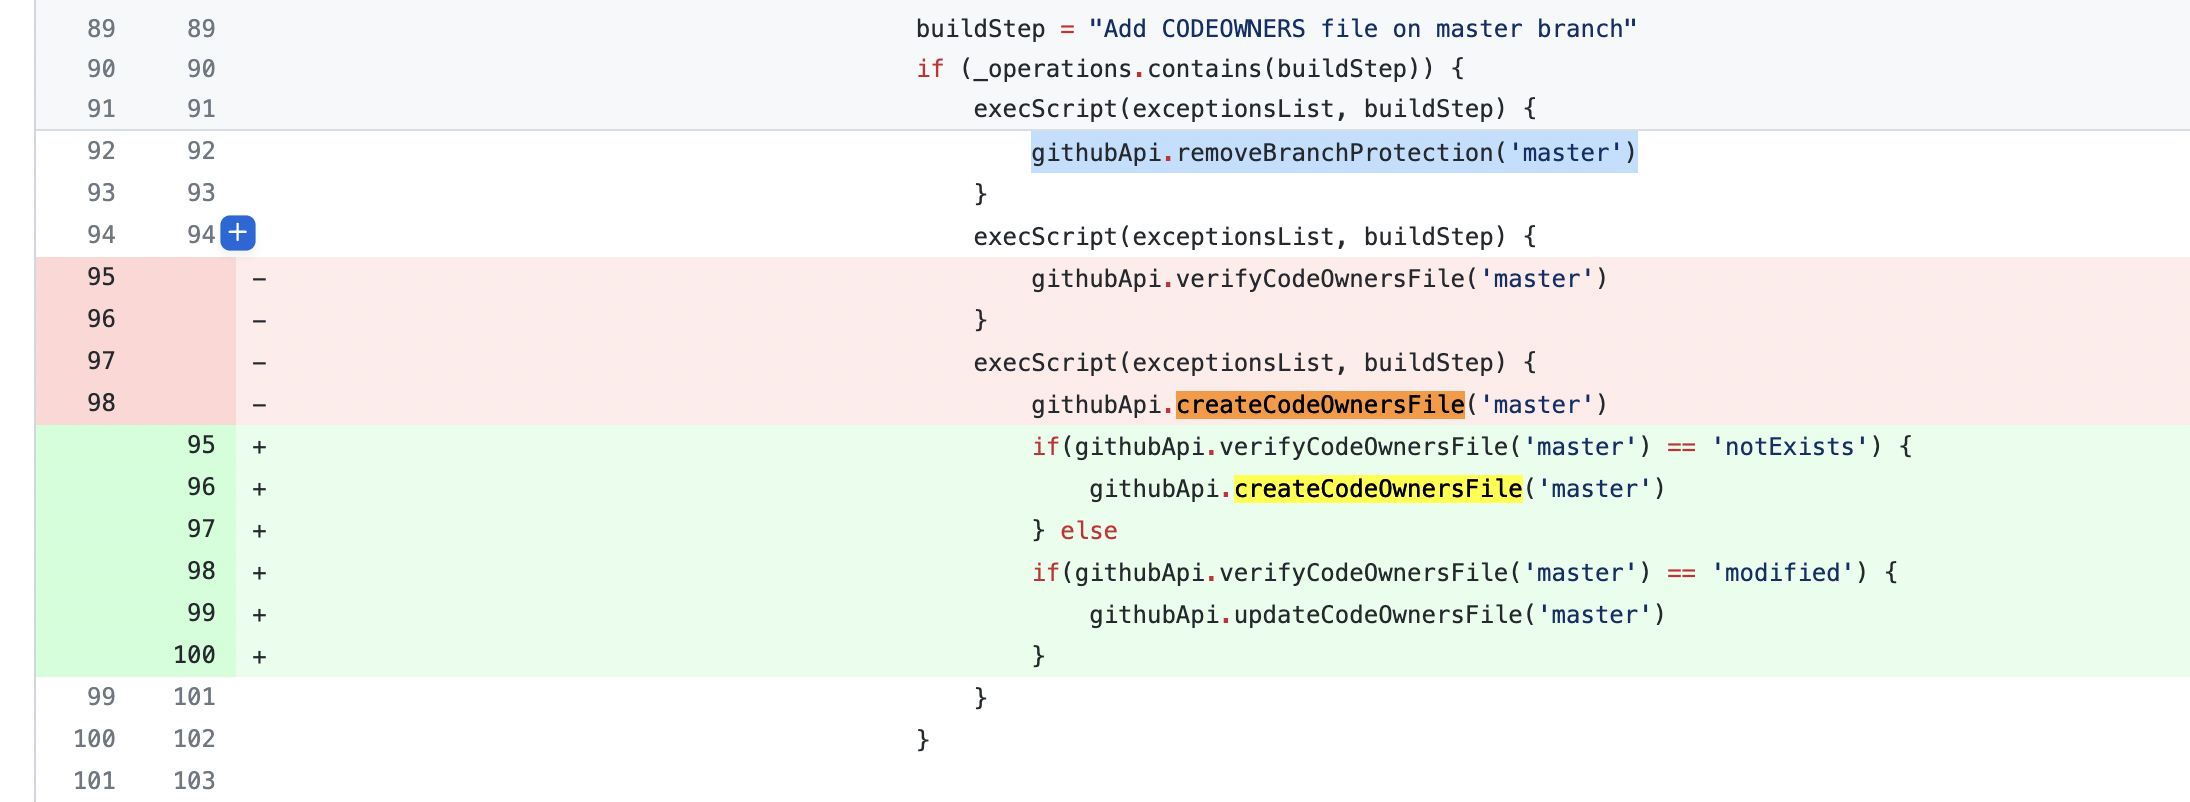 89 89 buildStep = "Add CODEOWNERS file on master branch"
90 90 if (_operations.contains(buildStep)) {
91 91 execScript(exceptionsList, buildStep) {
92 92 githubApi.removeBranchProtection('master')
93 93 }
94 94 + execScript(exceptionsList, buildStep) {
95 - githubApi.verifyCodeOwnersFile('master')
96 - }
97 - execScript(exceptionsList, buildStep) {
98 - githubApi.createCodeOwnersFile('master')
95 + if(githubApi.verifyCodeOwnersFile('master') == 'notExists') {
96 + githubApi.createCodeOwnersFile('master')
97 + } else
98 + if(githubApi.verifyCodeOwnersFile('master') == 'modified') {
99 + githubApi.updateCodeOwnersFile('master')
100 + }
99 101 }
100 102 }
101 103